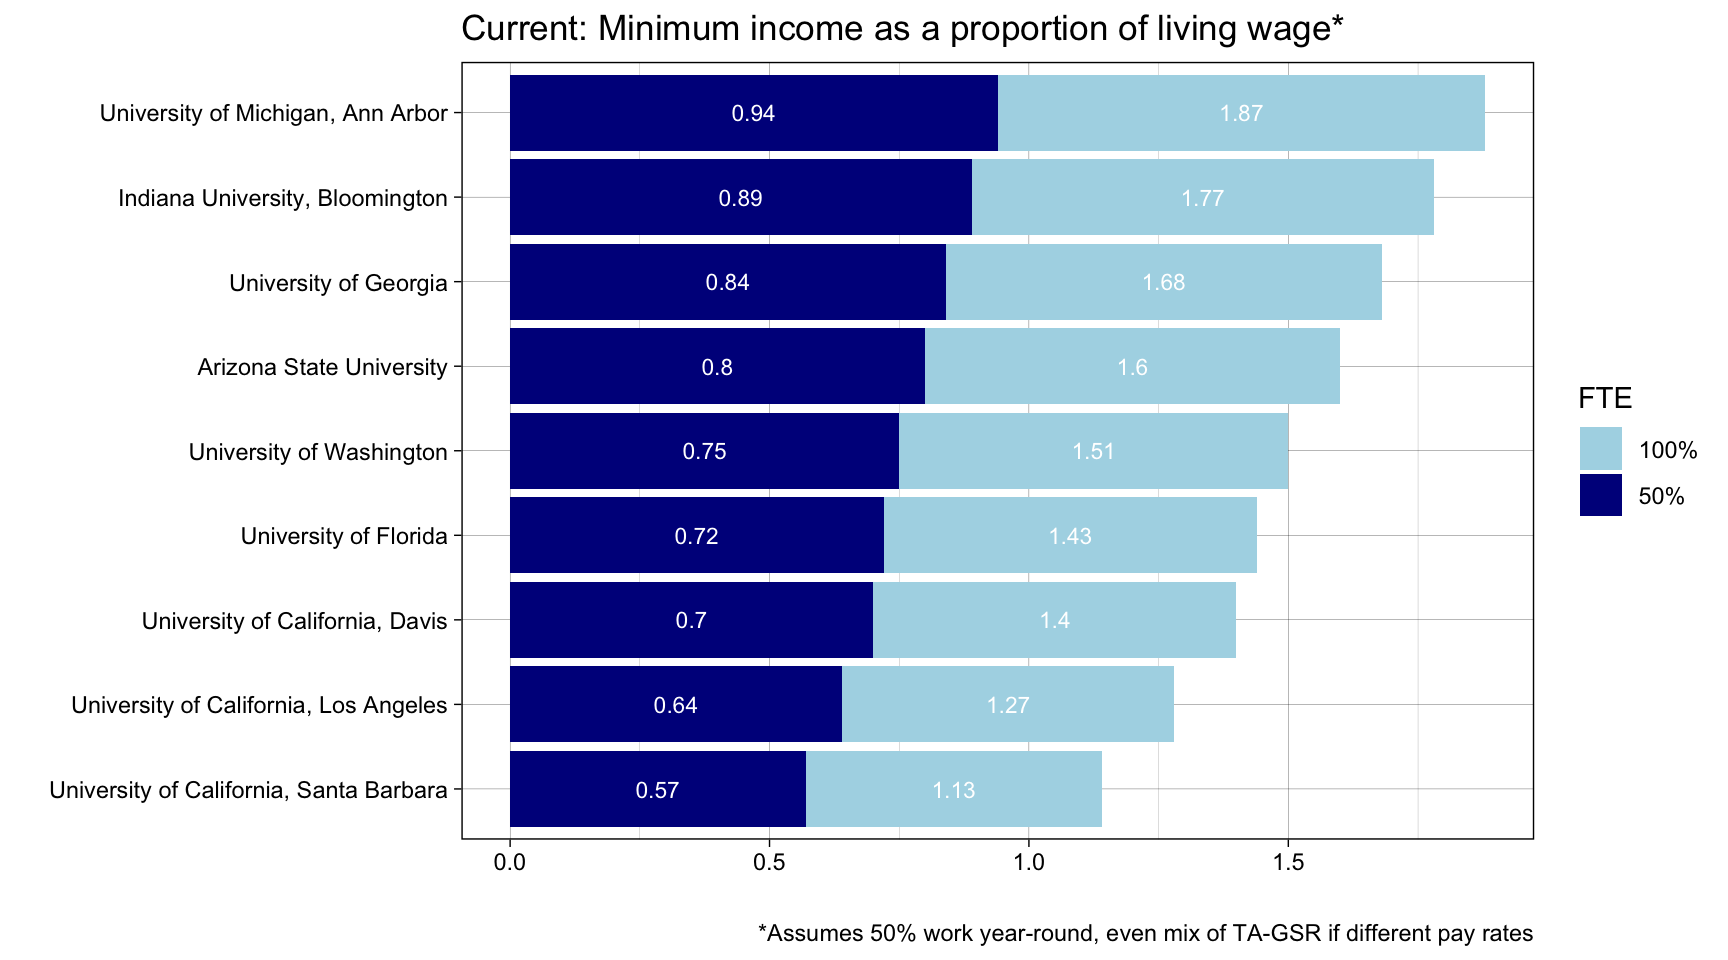 Current: Minimum income as a proportion of living wage*
University of Michigan, Ann Arbor 0.94 1.87
Indiana University, Bloomington 0.89 1.77
University of Georgia 0.84 1.68
Arizona State University 0.8 1.6
University of Washington 0.75 1.51
University of Florida 0.72 1.43
University of California, Davis 0.7 1.4
University of California, Los Angeles 0.64 1.27
University of California, Santa Barbara 0.57 1.13
0.0 0.5 1.0 1.5
FTE
100%
50%
*Assumes 50% work year-round, even mix of TA-GSR if different pay rates